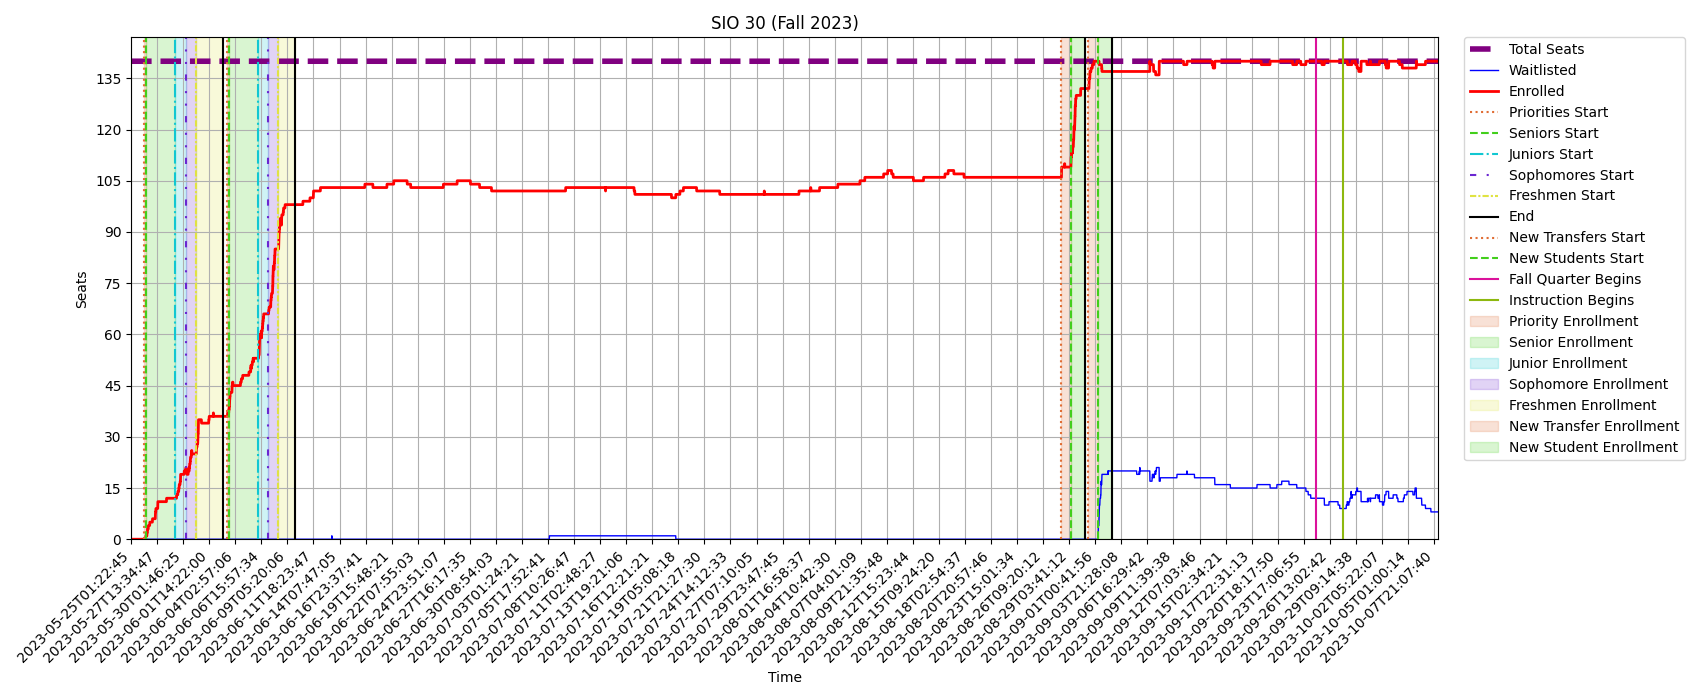 SIO 30 (Fall 2023)
Seats
135
120
105
90
75
60
45
30
15
0
2023-05-25T01:22:45
2023-05-27T13:34:47
2023-05-30T01:46:25
2023-06-01T14:22:00
2023-06-04T02:57:06
2023-06-06T15:57:34
2023-06-09T05:20:06
2023-06-11T18:23:47
2023-06-14T07:47:05
2023-06-16T23:37:41
2023-06-19T15:48:21
2023-06-22T07:55:03
2023-06-24T23:51:07
2023-06-27T16:17:35
2023-06-30T08:54:03
2023-07-03T01:24:21
2023-07-05T17:52:41
2023-07-08T10:26:47
2023-07-11T02:48:27
2023-07-13T19:21:06
2023-07-16T12:21:21
2023-07-19T05:08:19
2023-07-21T21:27:30
2023-07-24T14:12:33
2023-07-27T07:10:05
2023-07-29T23:47:45
2023-08-01T16:58:37
2023-08-04T10:42:30
2023-08-07T04:01:09
2023-08-09T21:35:48
2023-08-12T15:23:44
2023-08-15T09:24:20
2023-08-18T02:54:37
2023-08-20T20:57:46
2023-08-23T15:01:34
2023-08-26T09:20:12
2023-08-29T03:41:12
2023-09-01T00:41:56
2023-09-03T21:28:08
2023-09-06T16:29:42
2023-09-09T11:39:38
2023-09-12T07:03:46
2023-09-15T02:34:21
2023-09-17T22:31:13
2023-09-20T18:17:50
2023-09-23T17:06:55
2023-09-26T13:02:42
2023-09-29T09:14:38
2023-10-02T05:22:07
2023-10-05T01:00:14
2023-10-07T21:07:40
Time
Total Seats
Waitlisted
Enrolled
Priorities Start
Seniors Start
Juniors Start
Sophomores Start
Freshmen Start
End
New Transfers Start
New Students Start
Fall Quarter Begins
Instruction Begins
Priority Enrollment
Senior Enrollment
Junior Enrollment
Sophomore Enrollment
Freshmen Enrollment
New Transfer Enrollment
New Student Enrollment